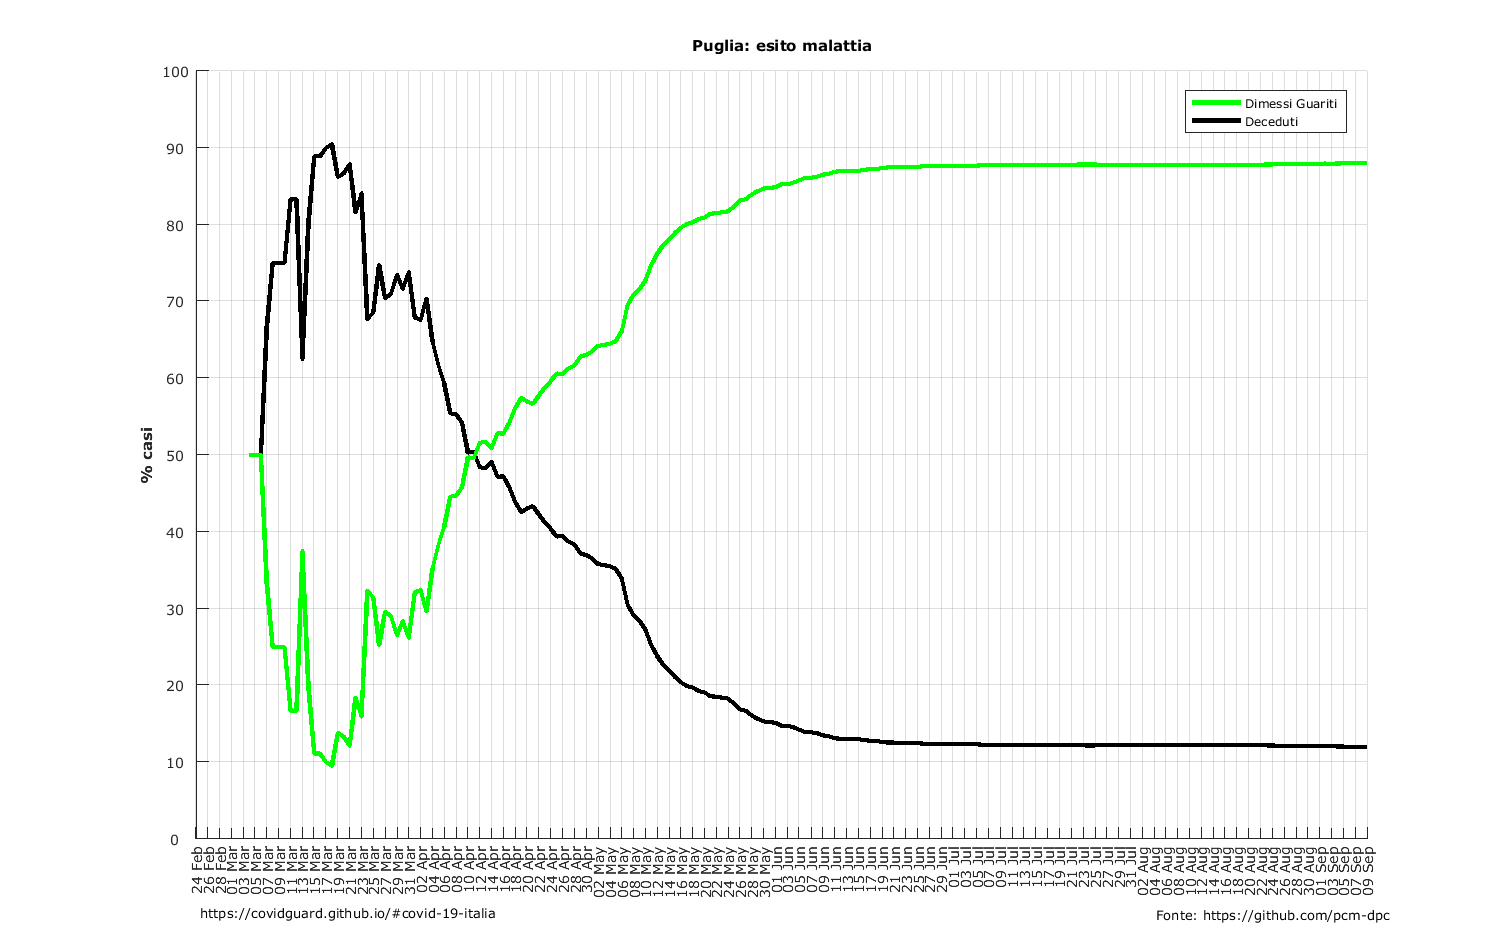 Puglia: esito malattia
100
90
80
70
60
50
40
30
20
10
0
% casi
Dimessi Guariti
Deceduti
24 Feb
26 Feb
28 Feb
01 Mar
03 Mar
05 Mar
07 Mar
09 Mar
11 Mar
13 Mar
15 Mar
17 Mar
19 Mar
21 Mar
23 Mar
25 Mar
27 Mar
29 Mar
31 Mar
02 Apr
04 Apr
06 Apr
08 Apr
10 Apr
12 Apr
14 Apr
16 Apr
18 Apr
20 Apr
22 Apr
24 Apr
26 Apr
28 Apr
30 Apr
02 May
04 May
06 May
08 May
10 May
12 May
14 May
16 May
18 May
20 May
22 May
24 May
26 May
28 May
30 May
01 Jun
03 Jun
05 Jun
07 Jun
09 Jun
11 Jun
13 Jun
15 Jun
17 Jun
19 Jun
21 Jun
23 Jun
25 Jun
27 Jun
29 Jun
01 Jul
03 Jul
05 Jul
07 Jul
09 Jul
11 Jul
13 Jul
15 Jul
17 Jul
19 Jul
21 Jul
23 Jul
25 Jul
27 Jul
29 Jul
31 Jul
02 Aug
04 Aug
06 Aug
08 Aug
10 Aug
12 Aug
14 Aug
16 Aug
18 Aug
20 Aug
22 Aug
24 Aug
26 Aug
28 Aug
30 Aug
01 Sep
03 Sep
05 Sep
07 Sep
09 Sep
https://covidguard.github.io/#covid-19-italia
Fonte: https://github.com/pcm-dpc